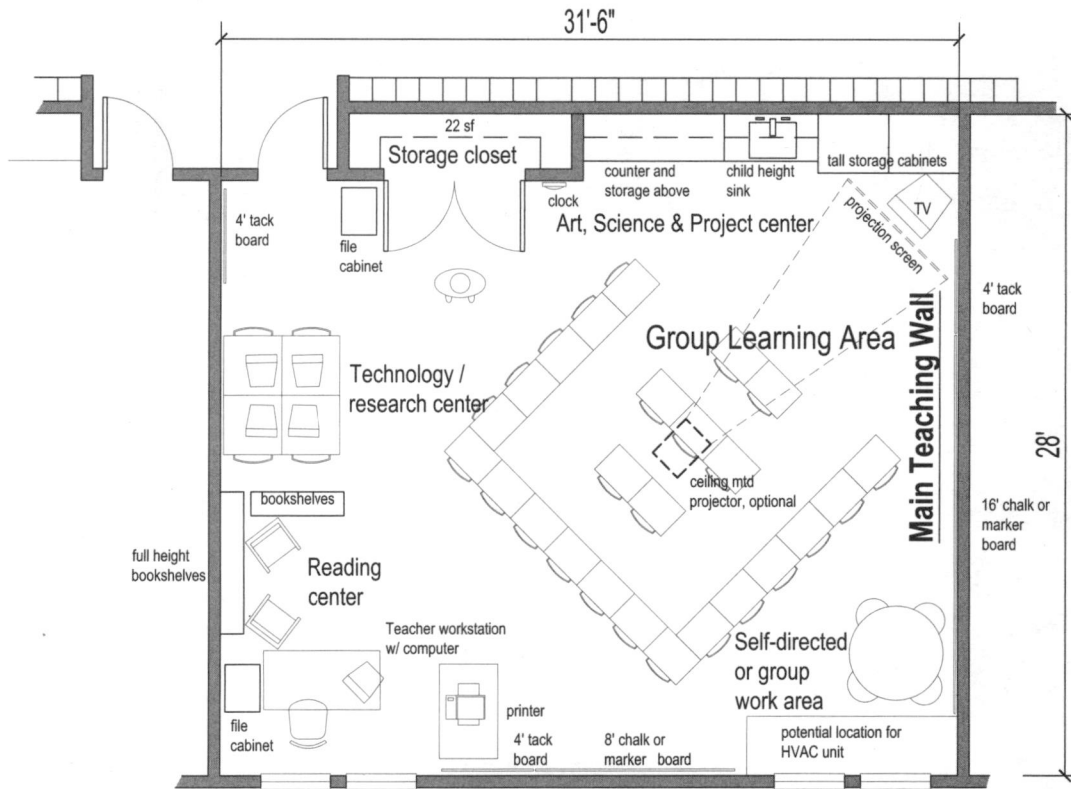 31'-6"
22 sf
Storage closet
counter and
storage above
child height
sink
tall storage cabinets
clock
4' tack
board
file
cabinet
Art, Science & Project center
TV
projection screen
4' tack
board
Group Learning Area
Main Teaching Wall
28'
Technology /
research center
ceiling mtd
projector, optional
bookshelves
16' chalk or
marker
board
full height
bookshelves
Reading
center
Teacher workstation
w/ computer
Self-directed
or group
work area
printer
file
cabinet
4' tack
board
8' chalk or
marker board
potential location for
HVAC unit